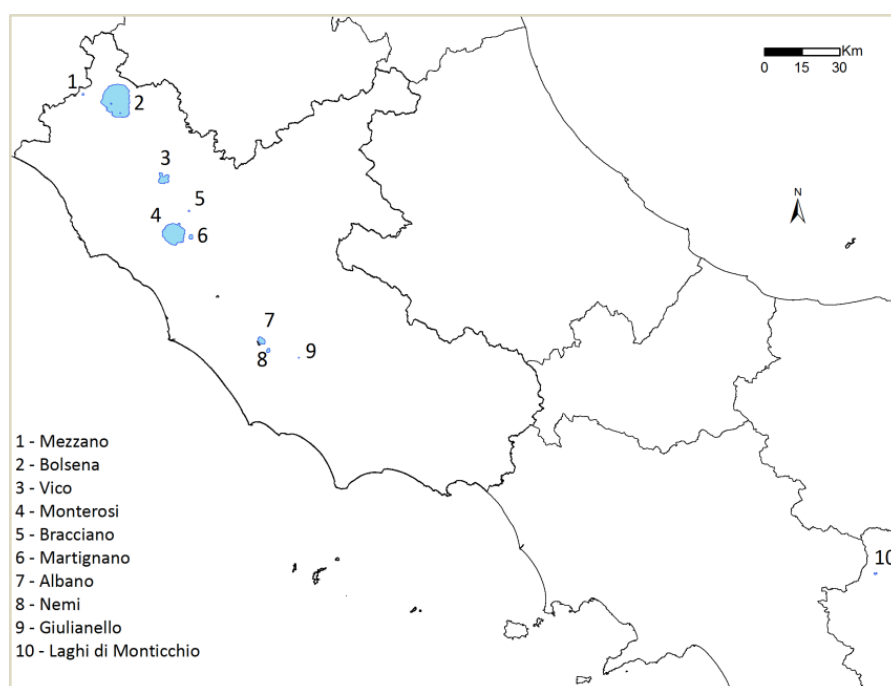 Km
0 15 30
1
2
3
N
5
4
6
7
9
8
1 - Mezzano
2 - Bolsena
3 - Vico
4 - Monterosi
5 - Bracciano
6 - Martignano
7 - Albano
8 - Nemi
9 - Giulianello
10 - Laghi di Monticchio
10